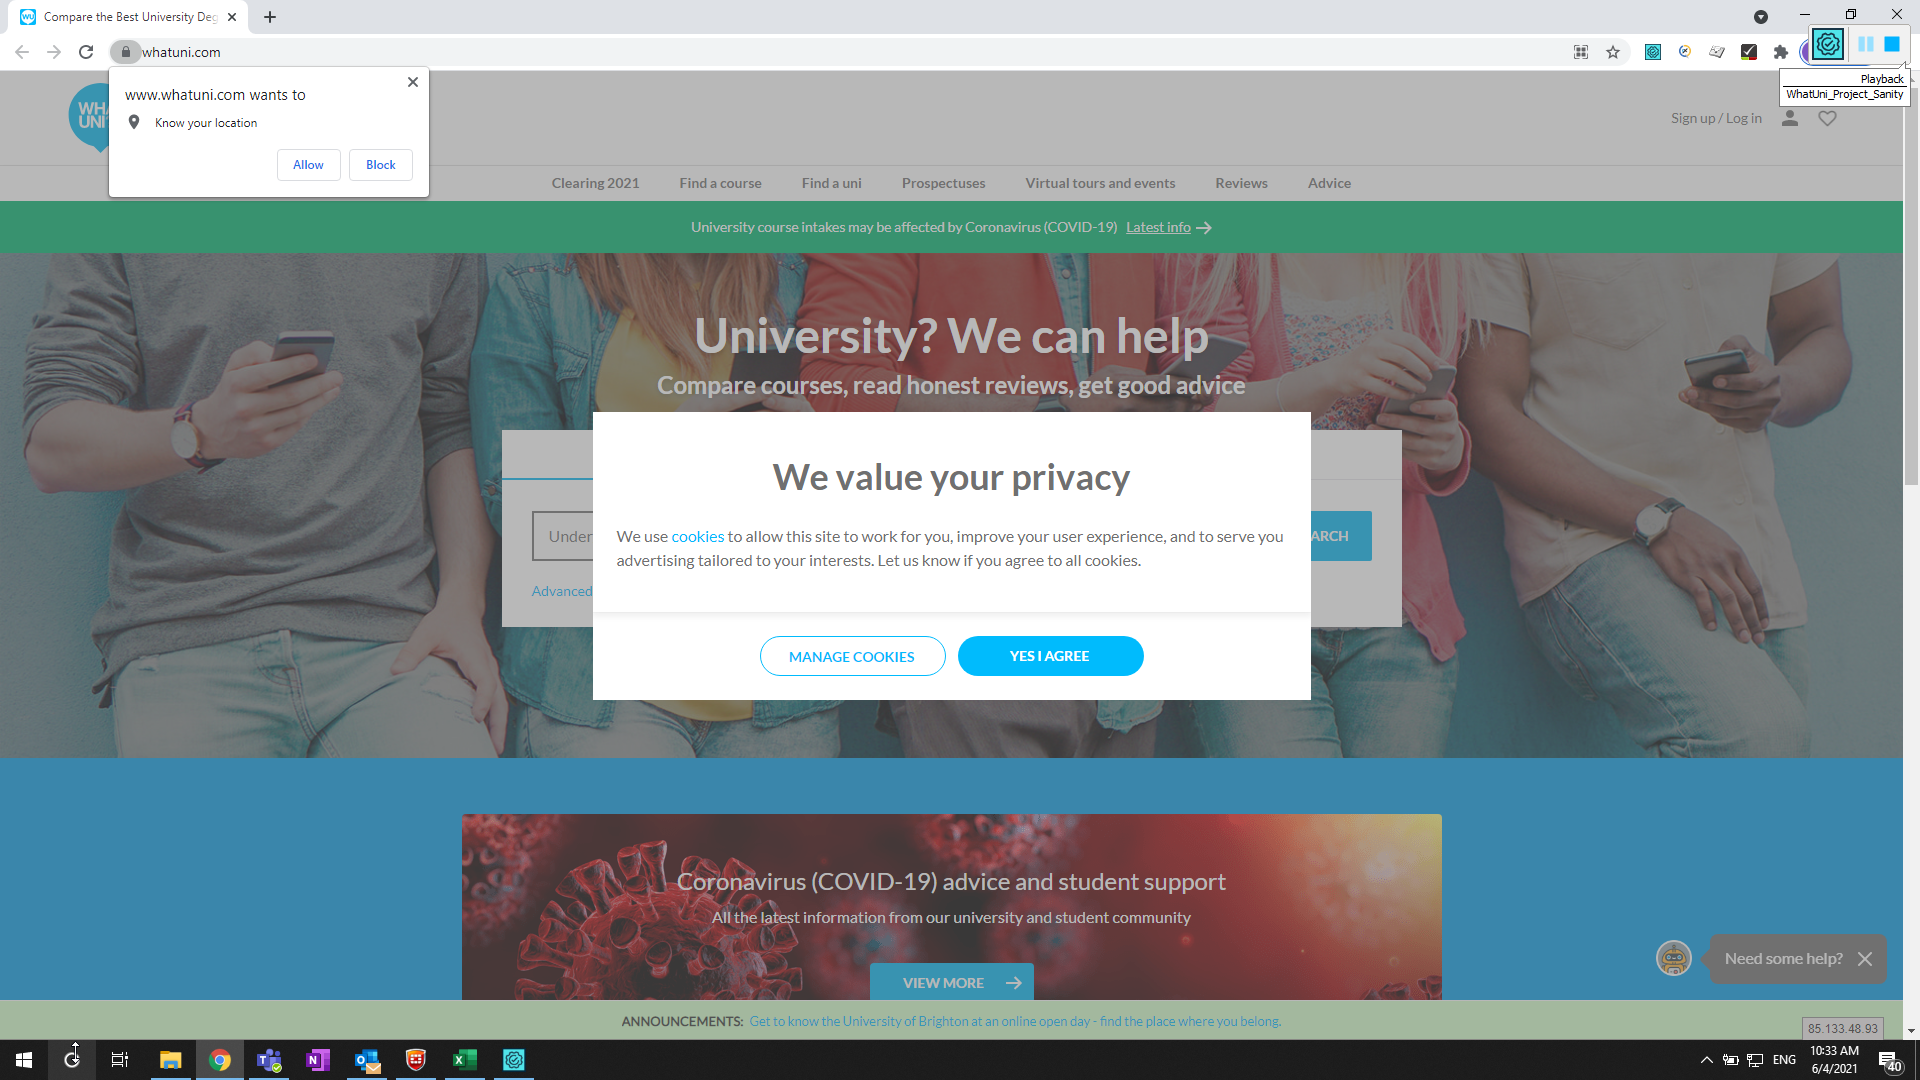 Compare the Best University Deg
whatuni.com
www.whatuni.com wants to
Know your location
Allow
Block
Playback
WhatUni_Project_Sanity
WH
UNI
Sign up / Log in
Clearing 2021
Find a course
Find a uni
Prospectuses
Virtual tours and events
Reviews
Advice
University course intakes may be affected by Coronavirus (COVID-19) Latest info
University? We can help
Compare courses, read honest reviews, get good advice
We value your privacy
Under
ARCH
We use cookies to allow this site to work for you, improve your user experience, and to serve you
advertising tailored to your interests. Let us know if you agree to all cookies.
Advanced
MANAGE COOKIES
YES I AGREE
Coronavirus (COVID-19) advice and student support
All the latest information from our university and student community
Need some help?
VIEW MORE
ANNOUNCEMENTS: Get to know the University of Brighton at an online open day - find the place where you belong.
85.133.48.93
ENG
10:33 AM
6/4/2021
40